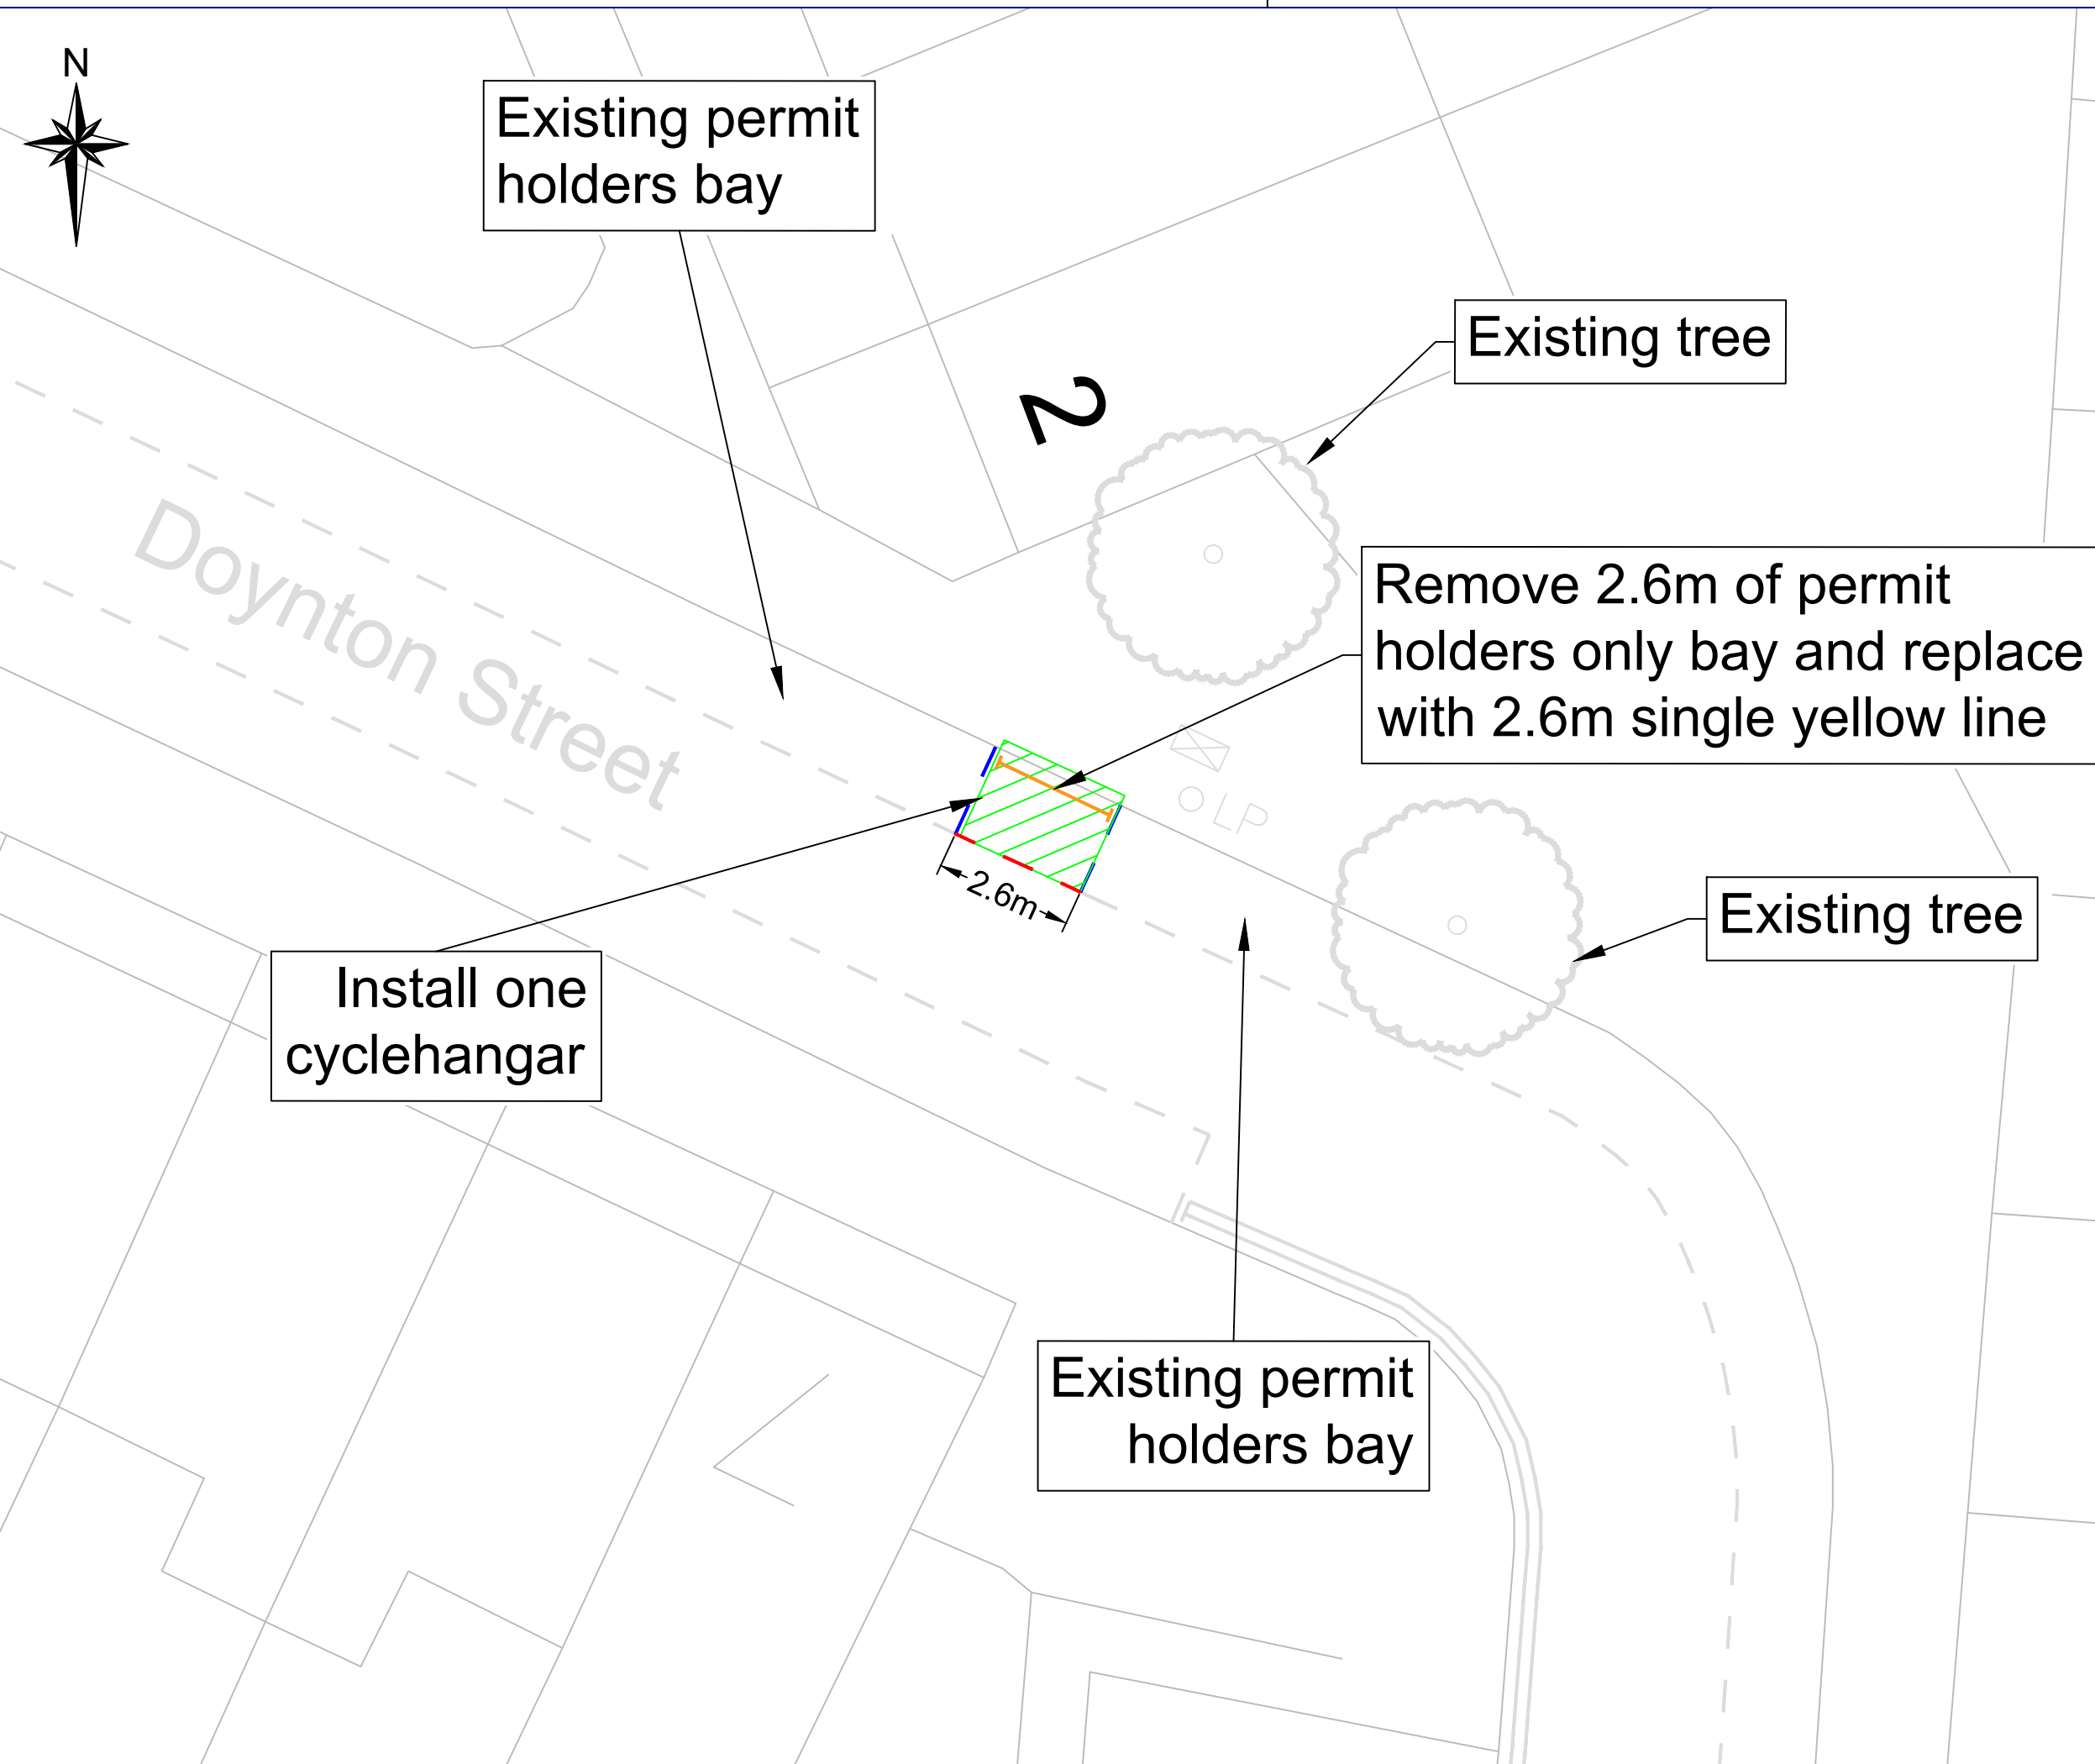 N
Existing permit
holders bay
Existing tree
2
Remove 2.6m of permit
holders only bay and replace
with 2.6m single yellow line
Doynton Street
LP
2.6m
Existing tree
Install one
cyclehangar
Existing permit
holders bay